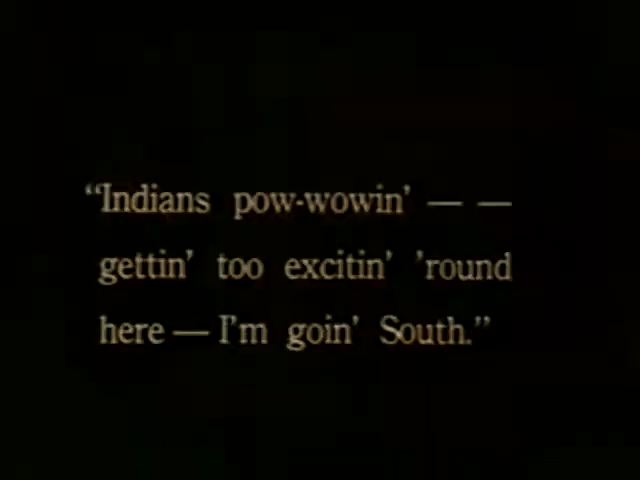 “Indians pow-wowin' — —
gettin' too excitin' 'round
here — I'm goin' South.”